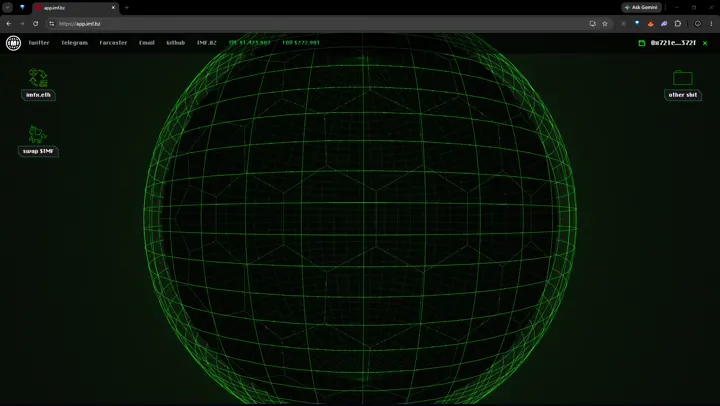 app.imf.bz
Ask Gemini
https://app.imf.bz
IMF
Twitter Telegram Farcaster Email Github IMF.BZ
0x721e...372f
imfx.eth
other shit
swap $IMF